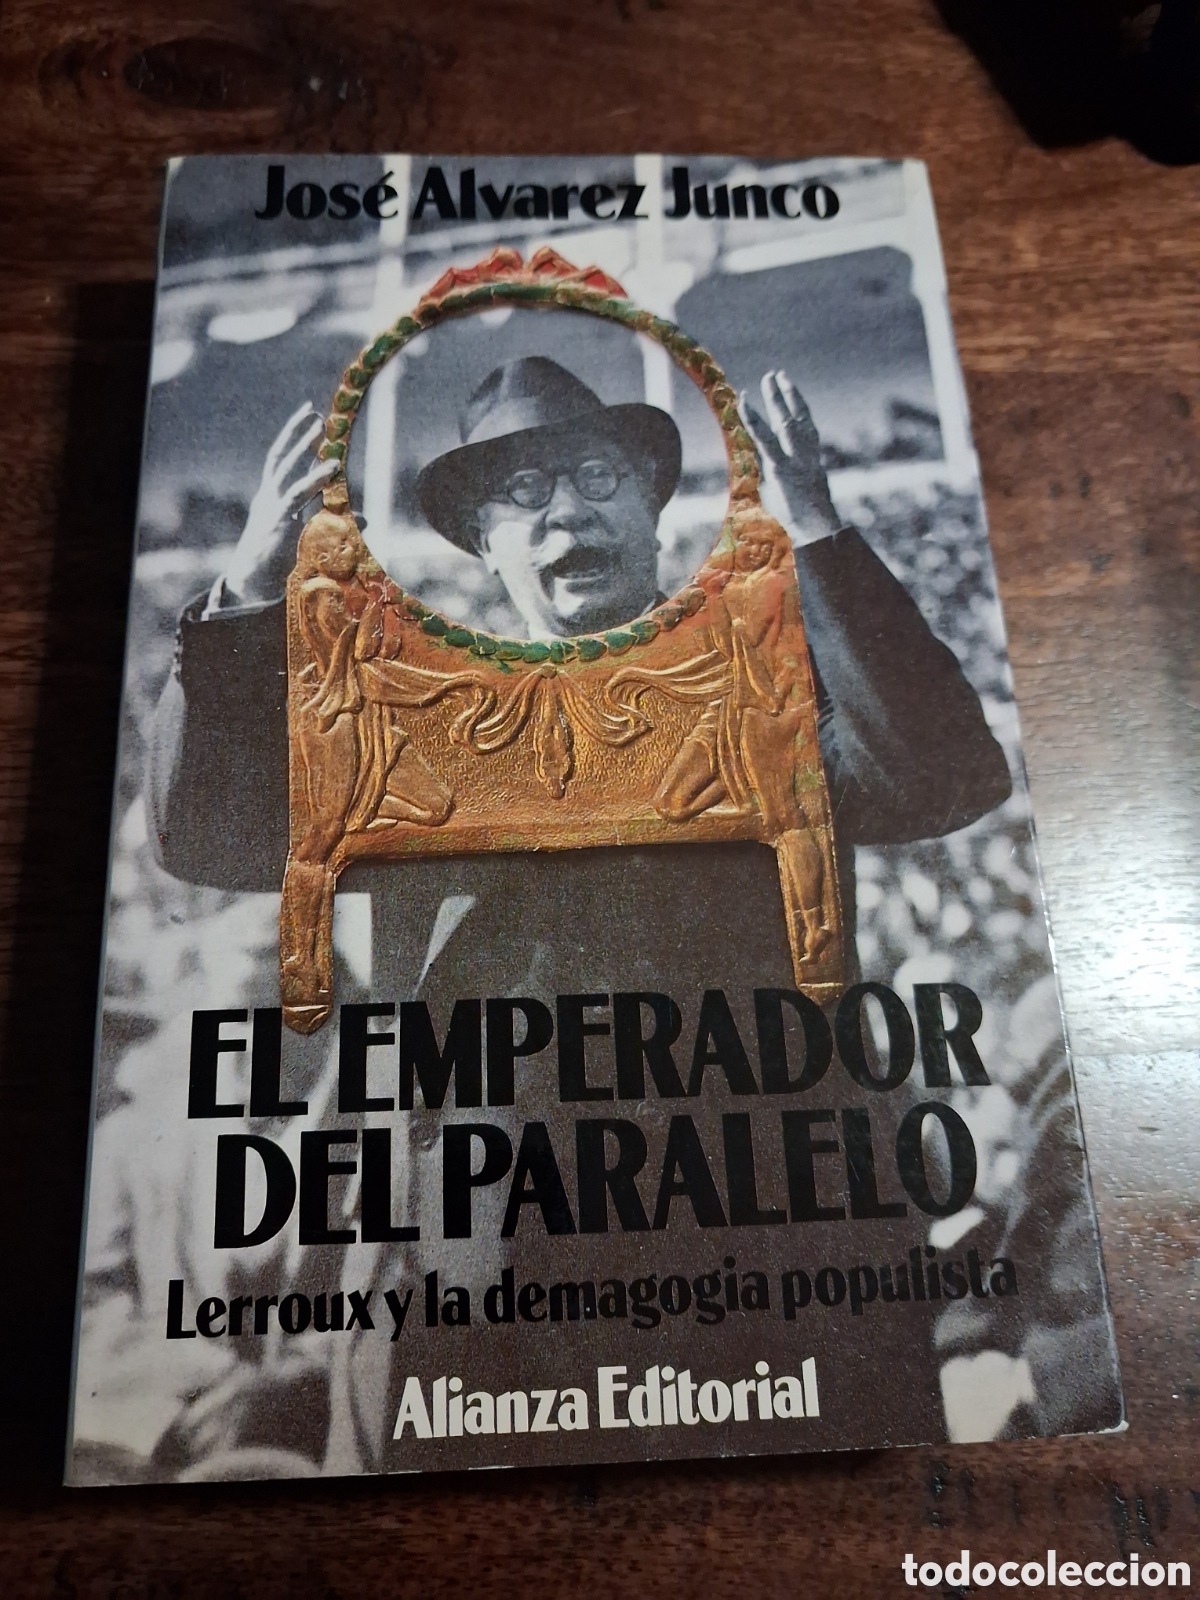 José Alvarez Junco
EL EMPERADOR
DEL PARALELO
Lerroux y la demagogia populista
Alianza Editorial
todocoleccion